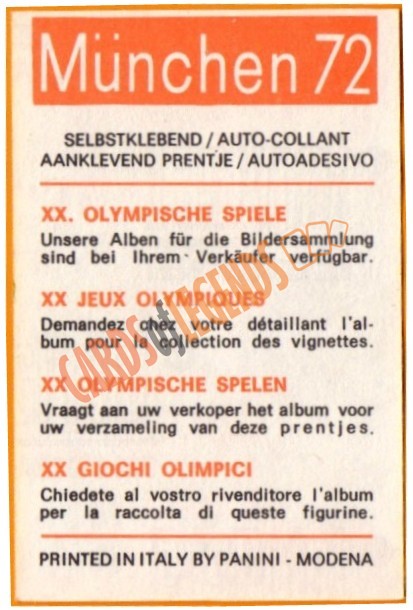 München 72
SELBSTKLEBEND / AUTO-COLLANT
AANKLEVEND PRENTJE / AUTOADESIVO
XX. OLYMPISCHE SPIELE
Unsere Alben für die Bildersammlung
sind bei Ihrem Verkäufer verfügbar.
XX JEUX OLYMPIQUES
Demandez chez votre détaillant l'al-
bum pour la collection des vignettes.
XX OLYMPISCHE SPELEN
Vraagt aan uw verkoper het album voor
uw verzameling van deze prentjes.
XX GIOCHI OLIMPICI
Chiedete al vostro rivenditore l'album
per la raccolta di queste figurine.
PRINTED IN ITALY BY PANINI - MODENA
CARDS of LEGENDS